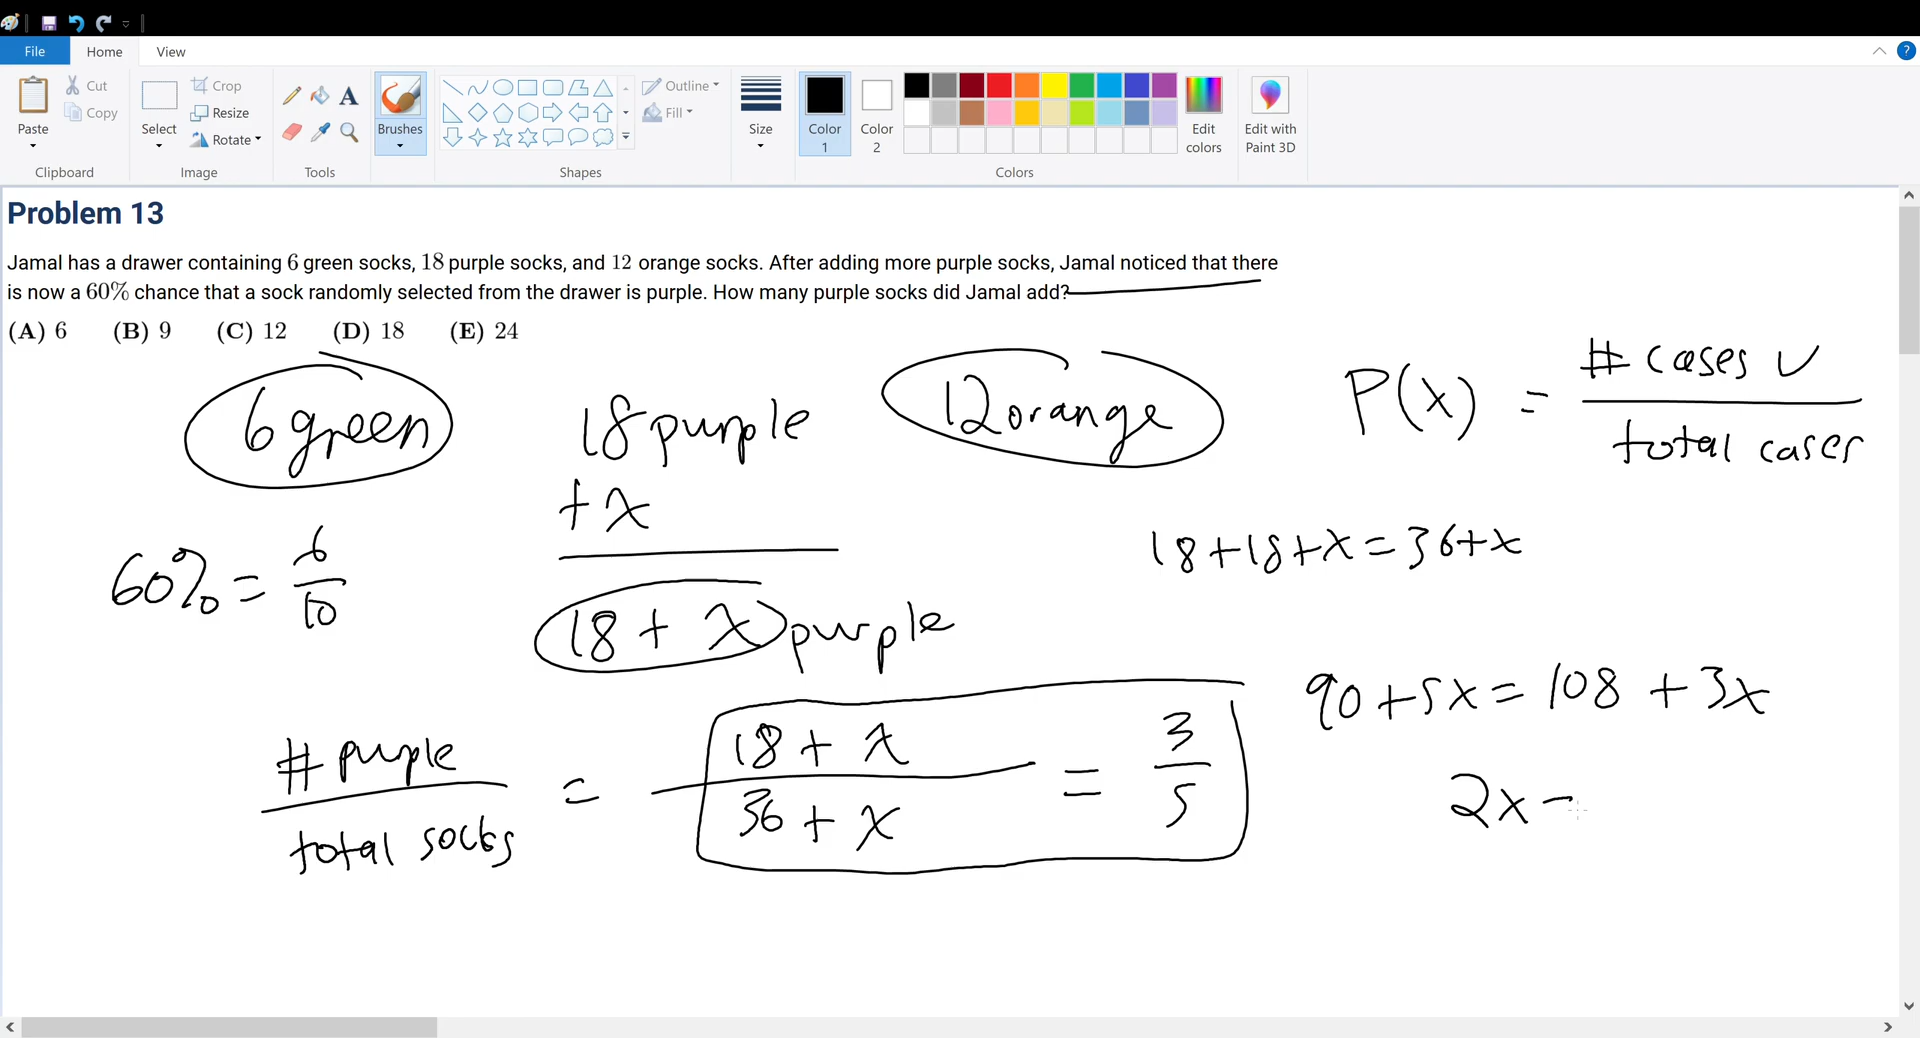 File Home View
Paste
Cut
Copy
Clipboard
Select
Crop
Resize
Rotate
Image
A
Tools
Brushes
Outline
Fill
Shapes
Size
Color 1
Color 2
Edit colors
Colors
Edit with Paint 3D
?
Problem 13
Jamal has a drawer containing 6 green socks, 18 purple socks, and 12 orange socks. After adding more purple socks, Jamal noticed that there
is now a 60% chance that a sock randomly selected from the drawer is purple. How many purple socks did Jamal add?
(A) 6 (B) 9 (C) 12 (D) 18 (E) 24
6 green
18 purple
+ x
12 orange
P(x) = # cases ✓ / total cases
60% = 6/10
18 + x purple
18+18+x=36+x
# purple / total socks = 18 + x / 36 + x = 3/5
90+5x=108+3x
2x -